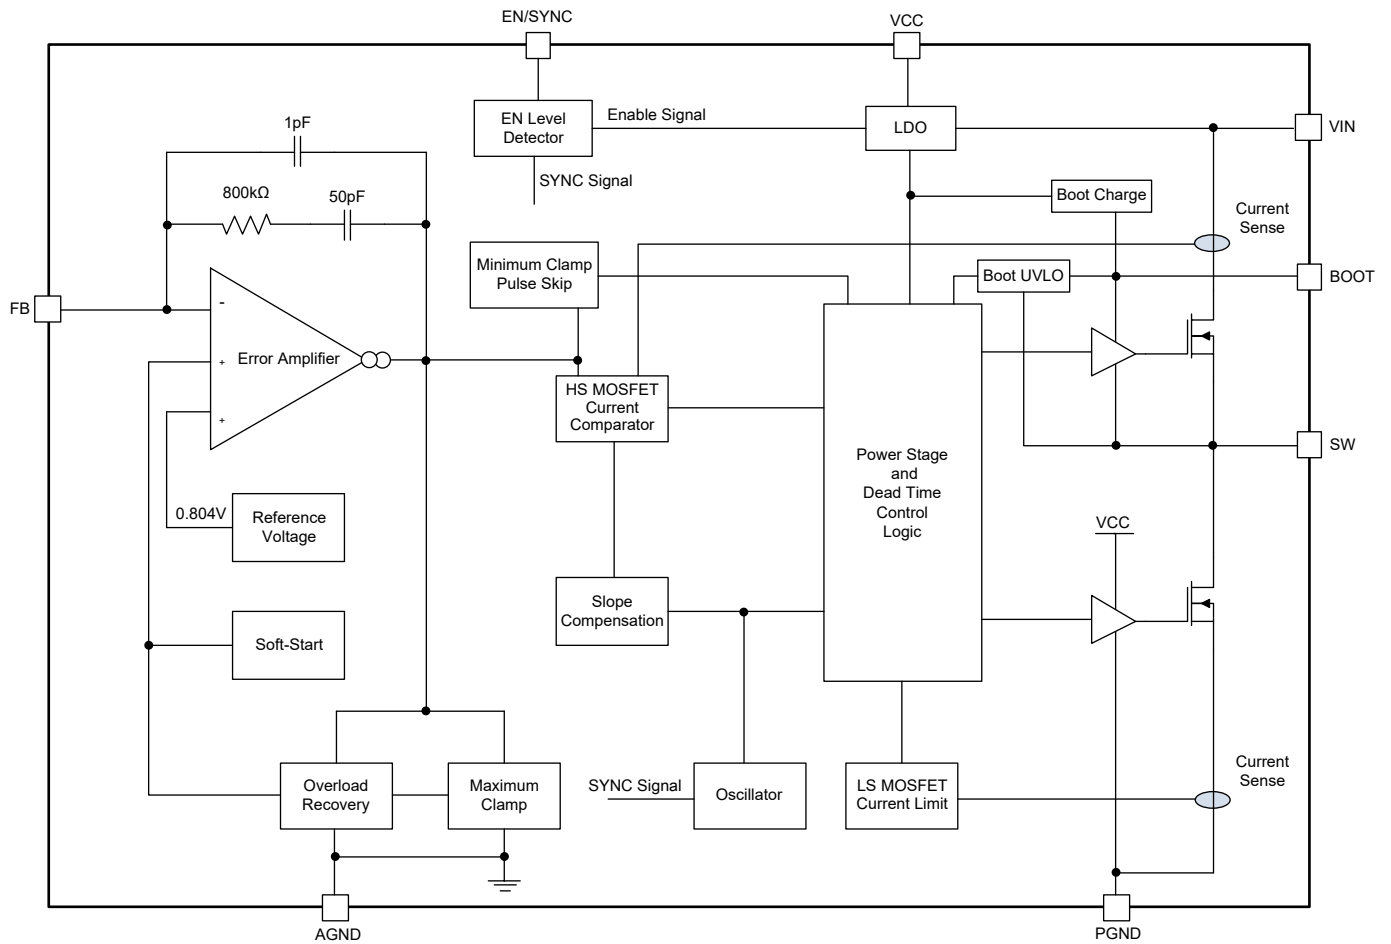 EN/SYNC
VCC
EN Level
Detector
Enable Signal
LDO
VIN
1pF
SYNC Signal
800kΩ
50pF
Boot Charge
Current
Sense
Minimum Clamp
Pulse Skip
Boot UVLO
BOOT
FB
-
Error Amplifier
+
+
HS MOSFET
Current
Comparator
SW
Power Stage
and
Dead Time
Control
Logic
0.804V
Reference
Voltage
VCC
Slope
Compensation
Soft-Start
Overload
Recovery
Maximum
Clamp
SYNC Signal
Oscillator
LS MOSFET
Current Limit
Current
Sense
AGND
PGND